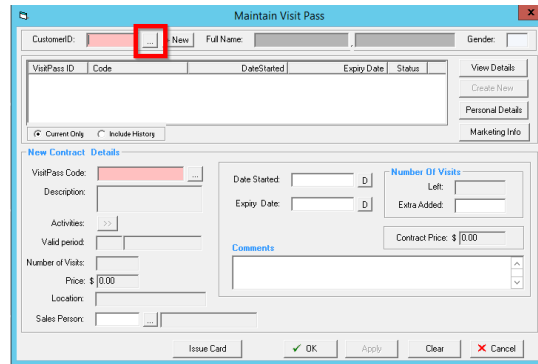 Maintain Visit Pass x
CustomerID: ... New Full Name: , Gender:
VisitPass ID Code DateStarted Expiry Date Status
View Details
Create New
Personal Details
Current Only Include History Marketing Info
New Contract Details
VisitPass Code: ...
Description:
Activities: >>
Valid period:
Number of Visits:
Price: $ 0.00
Location:
Sales Person: ...
Date Started: D
Expiry Date: D
Number Of Visits
Left:
Extra Added:
Contract Price: $ 0.00
Comments
Issue Card OK Apply Clear Cancel